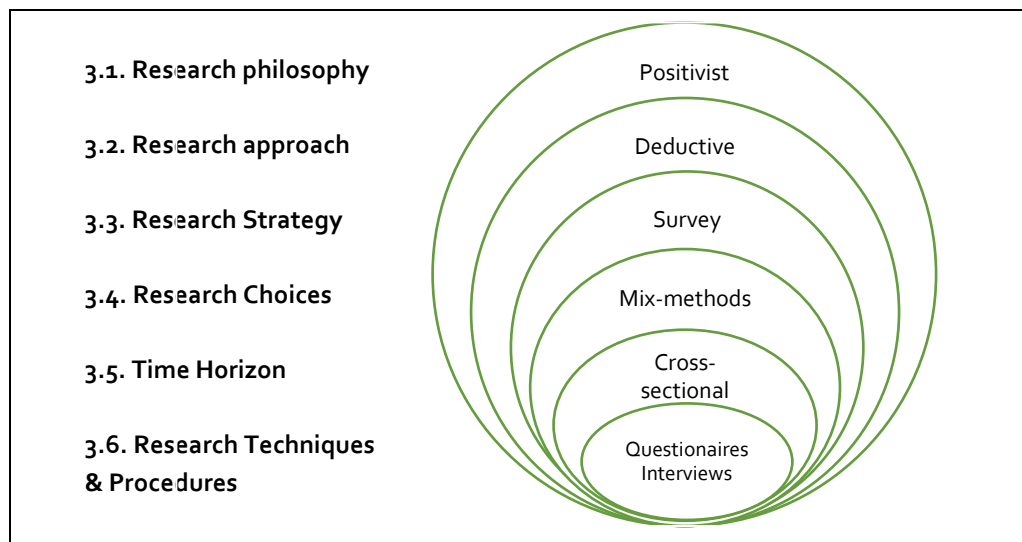 3.1. Research philosophy
Positivist
3.2. Research approach
Deductive
3.3. Research Strategy
Survey
3.4. Research Choices
Mix-methods
3.5. Time Horizon
Cross-
sectional
3.6. Research Techniques
& Procedures
Questionaires
Interviews